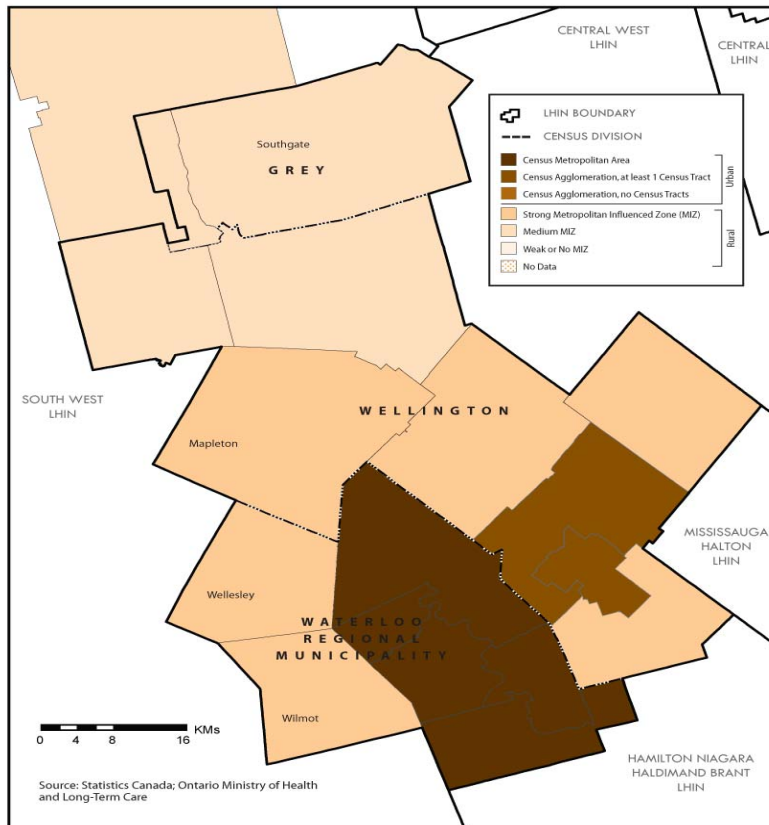 CENTRAL WEST
LHIN
CENTRAL
LHIN
LHIN BOUNDARY
CENSUS DIVISION
Census Metropolitan Area
Census Agglomeration, at least 1 Census Tract
Census Agglomeration, no Census Tracts
Urban
Strong Metropolitan Influenced Zone (MIZ)
Medium MIZ
Weak or No MIZ
No Data
Rural
Southgate
GREY
SOUTH WEST
LHIN
WELLINGTON
Mapleton
MISSISSAUGA
HALTON
LHIN
Wellesley
WATERLOO
REGIONAL
MUNICIPALITY
Wilmot
KMs
0 4 8 16
HAMILTON NIAGARA
HALDIMAND BRANT
LHIN
Source: Statistics Canada; Ontario Ministry of Health
and Long-Term Care